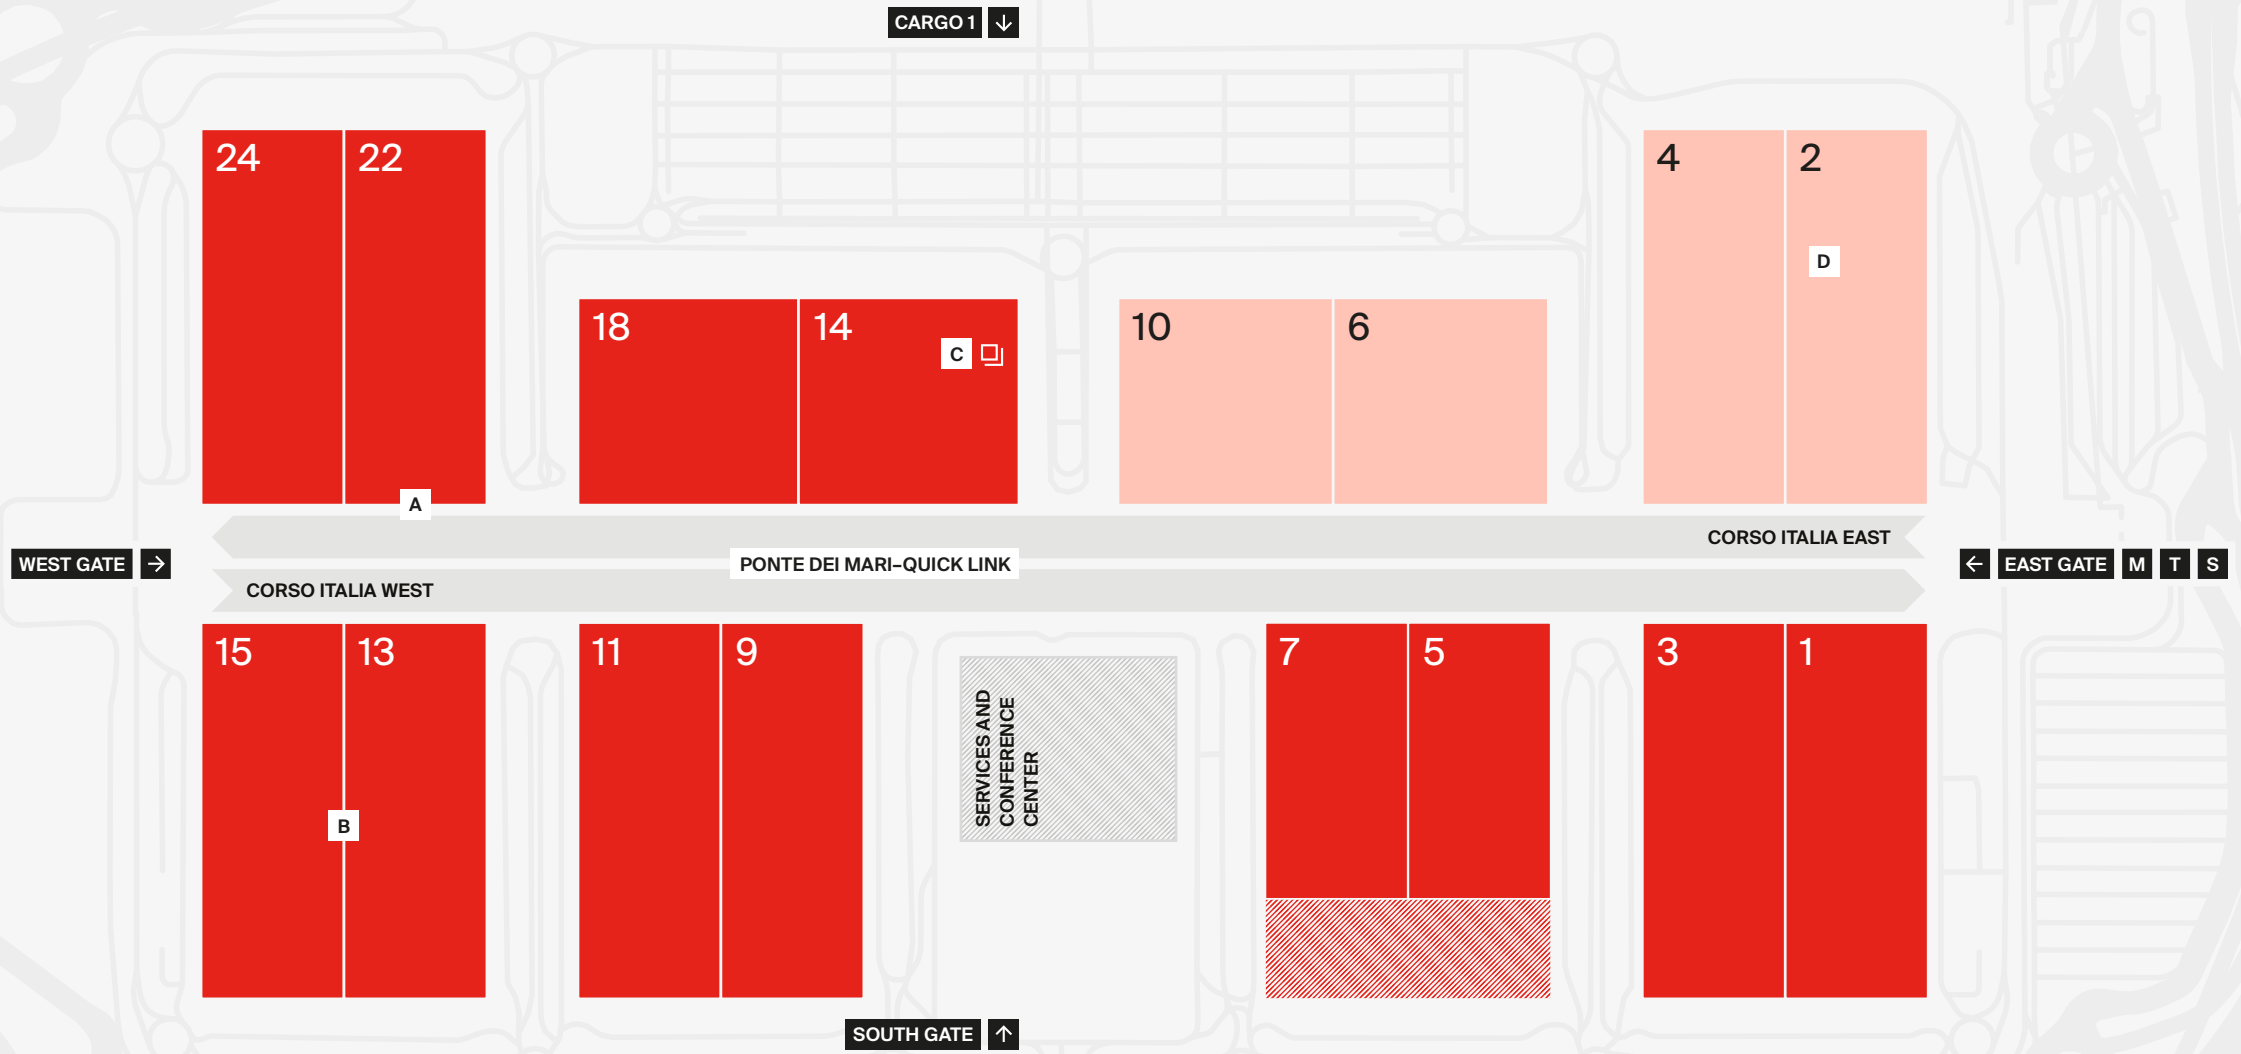 CARGO 1 ↓
24
22
4
2
D
18
14
C
10
6
A
CORSO ITALIA EAST
WEST GATE →
PONTE DEI MARI–QUICK LINK
← EAST GATE M T S
CORSO ITALIA WEST
15
13
11
9
7
5
3
1
SERVICES AND
CONFERENCE
CENTER
B
SOUTH GATE ↑